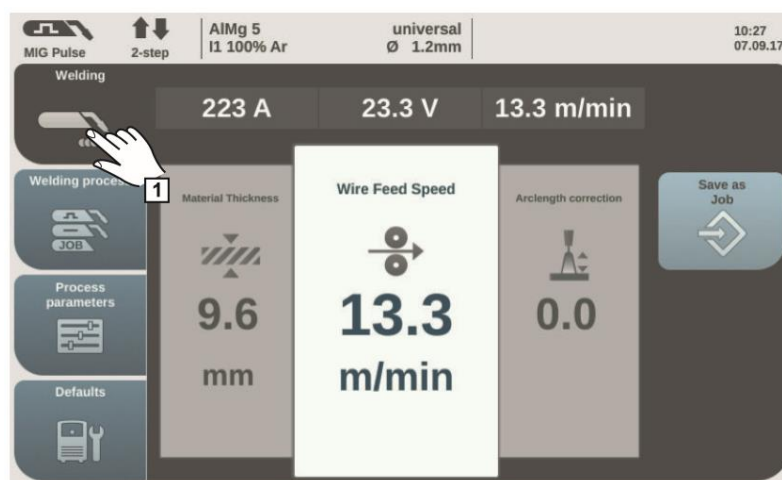 MIG Pulse
2-step
AlMg 5
I1 100% Ar
universal
Ø 1.2mm
10:27
07.09.17
Welding
223 A
23.3 V
13.3 m/min
1
Welding proces
JOB
Material Thickness
9.6
mm
Wire Feed Speed
13.3
m/min
Arclength correction
0.0
Save as
Job
Process
parameters
Defaults